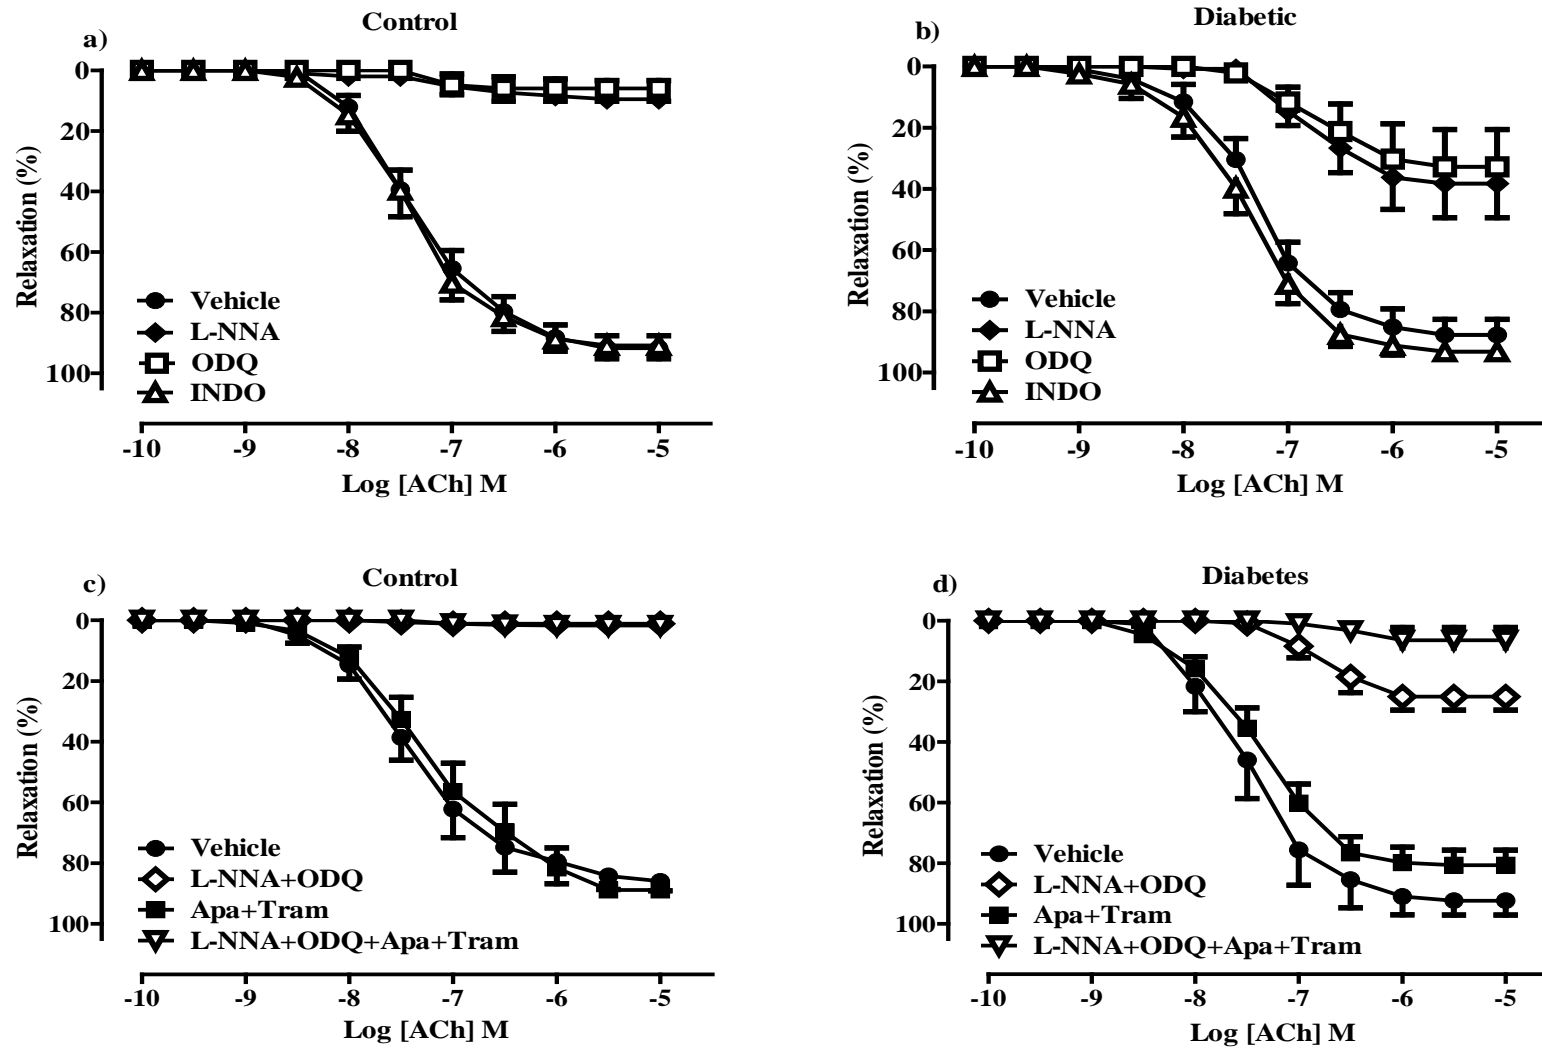 Control
a)
0
20
40
60
80
100
Relaxation (%)
Vehicle
L-NNA
ODQ
INDO
-10 -9 -8 -7 -6 -5
Log [ACh] M
Diabetic
b)
0
20
40
60
80
100
Relaxation (%)
Vehicle
L-NNA
ODQ
INDO
-10 -9 -8 -7 -6 -5
Log [ACh] M
Control
c)
0
20
40
60
80
100
Relaxation (%)
Vehicle
L-NNA+ODQ
Apa+Tram
L-NNA+ODQ+Apa+Tram
-10 -9 -8 -7 -6 -5
Log [ACh] M
Diabetes
d)
0
20
40
60
80
100
Relaxation (%)
Vehicle
L-NNA+ODQ
Apa+Tram
L-NNA+ODQ+Apa+Tram
-10 -9 -8 -7 -6 -5
Log [ACh] M